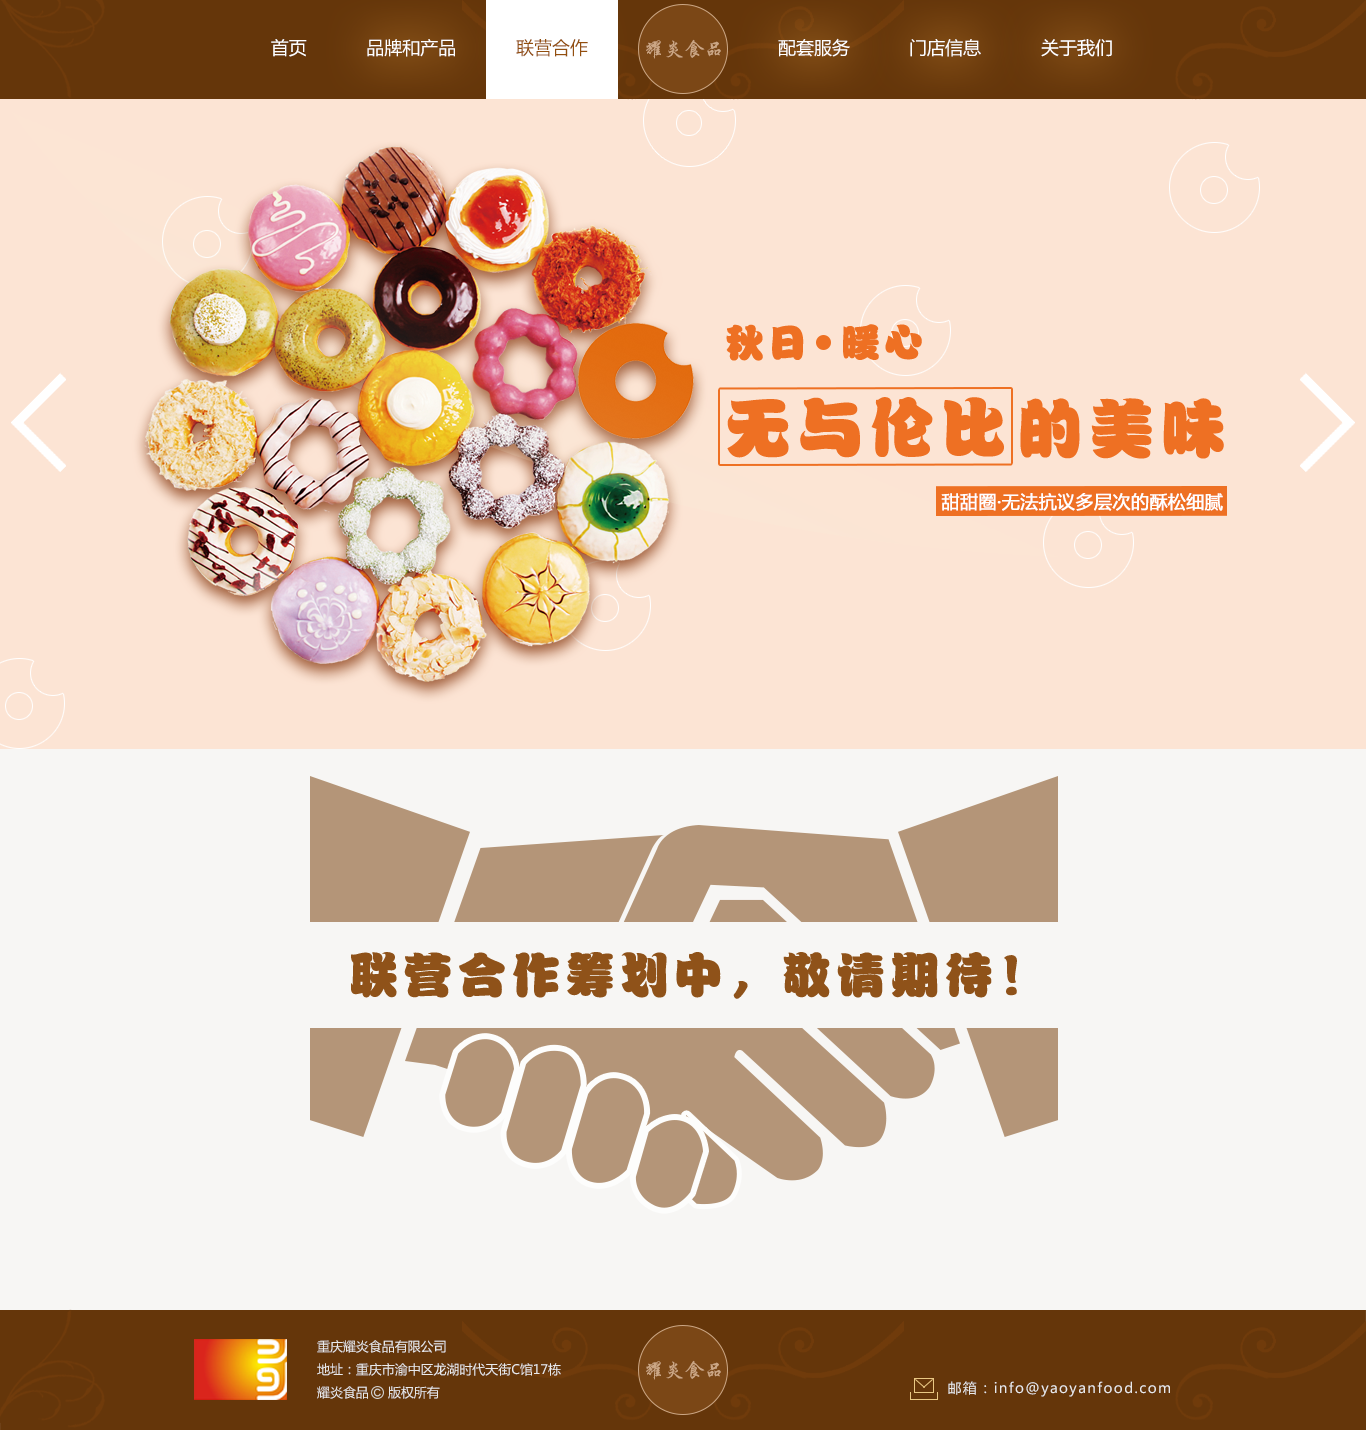 首页
品牌和产品
联营合作
耀炎食品
配套服务
门店信息
关于我们
秋日·暖心
无与伦比的美味
甜甜圈·无法抗议多层次的酥松细腻
联营合作筹划中，敬请期待！
重庆耀炎食品有限公司
地址：重庆市渝中区龙湖时代天街C馆17栋
耀炎食品 © 版权所有
耀炎食品
邮箱：info@yaoyanfood.com